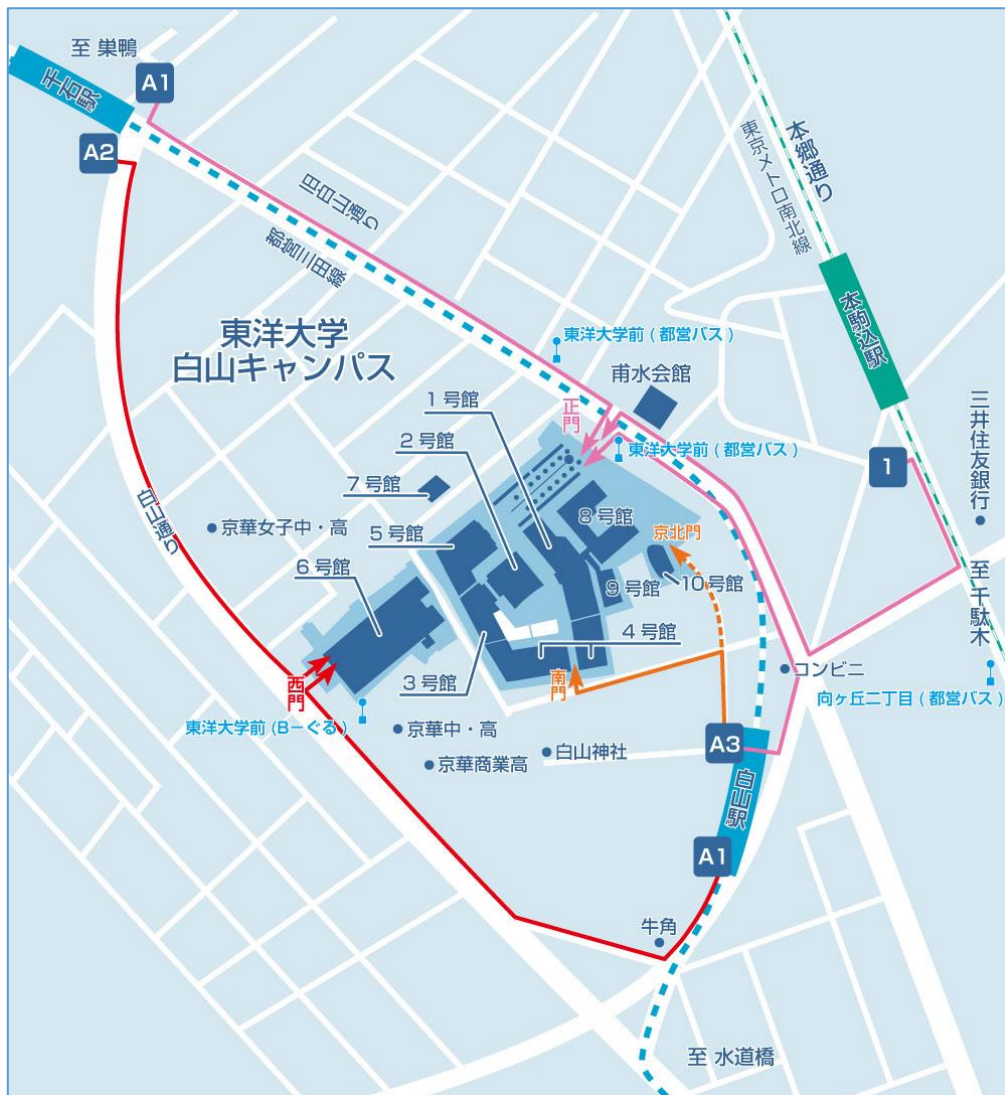 至 巣鴨
千石駅
A1
A2
旧白山通り
都営三田線
本郷通り
東京メトロ南北線
本駒込駅
東洋大学
白山キャンパス
東洋大学前 ( 都営バス )
甫水会館
正門
東洋大学前 ( 都営バス )
1 号館
2 号館
7 号館
5 号館
6 号館
8 号館
京北門
9 号館
10 号館
3 号館
4 号館
南門
京華女子中・高
白山通り
西門
東洋大学前 (B－ぐる )
京華中・高
京華商業高
白山神社
1
三井住友銀行
至 千駄木
コンビニ
向ヶ丘二丁目 ( 都営バス )
A3
白山駅
A1
牛角
至 水道橋